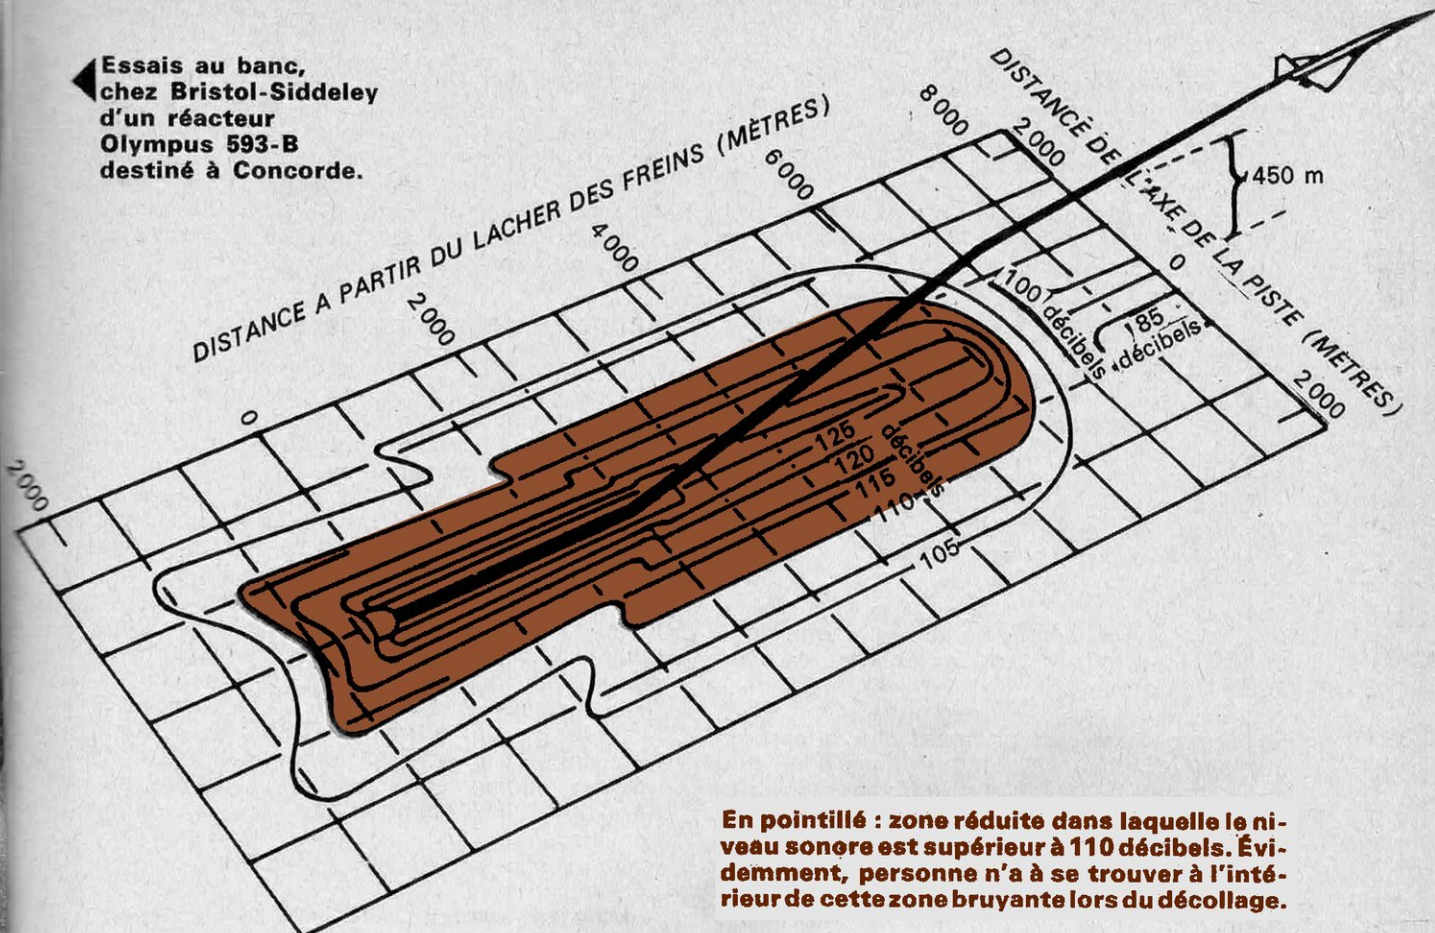 Essais au banc,
chez Bristol-Siddeley
d'un réacteur
Olympus 593-B
destiné à Concorde.
DISTANCE A PARTIR DU LACHER DES FREINS (MÈTRES)
2000
0
2000
4000
6000
8000
DISTANCE DE L'AXE DE LA PISTE (MÈTRES)
2000
0
2000
450 m
100 décibels
85
décibels
125
120
115
110
décibels
105
En pointillé : zone réduite dans laquelle le ni-
veau sonore est supérieur à 110 décibels. Évi-
demment, personne n'a à se trouver à l'inté-
rieur de cette zone bruyante lors du décollage.